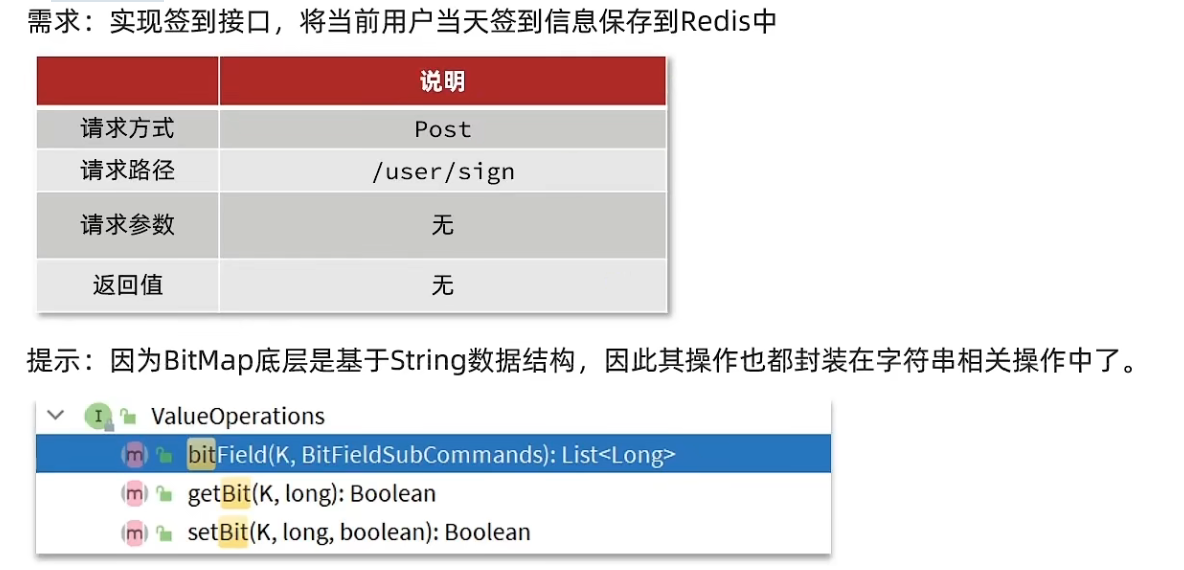 需求：实现签到接口，将当前用户当天签到信息保存到Redis中
说明
请求方式 Post
请求路径 /user/sign
请求参数 无
返回值 无
提示：因为BitMap底层是基于String数据结构，因此其操作也都封装在字符串相关操作中了。
I ValueOperations
m bitField(K, BitFieldSubCommands): List<Long>
m getBit(K, long): Boolean
m setBit(K, long, boolean): Boolean